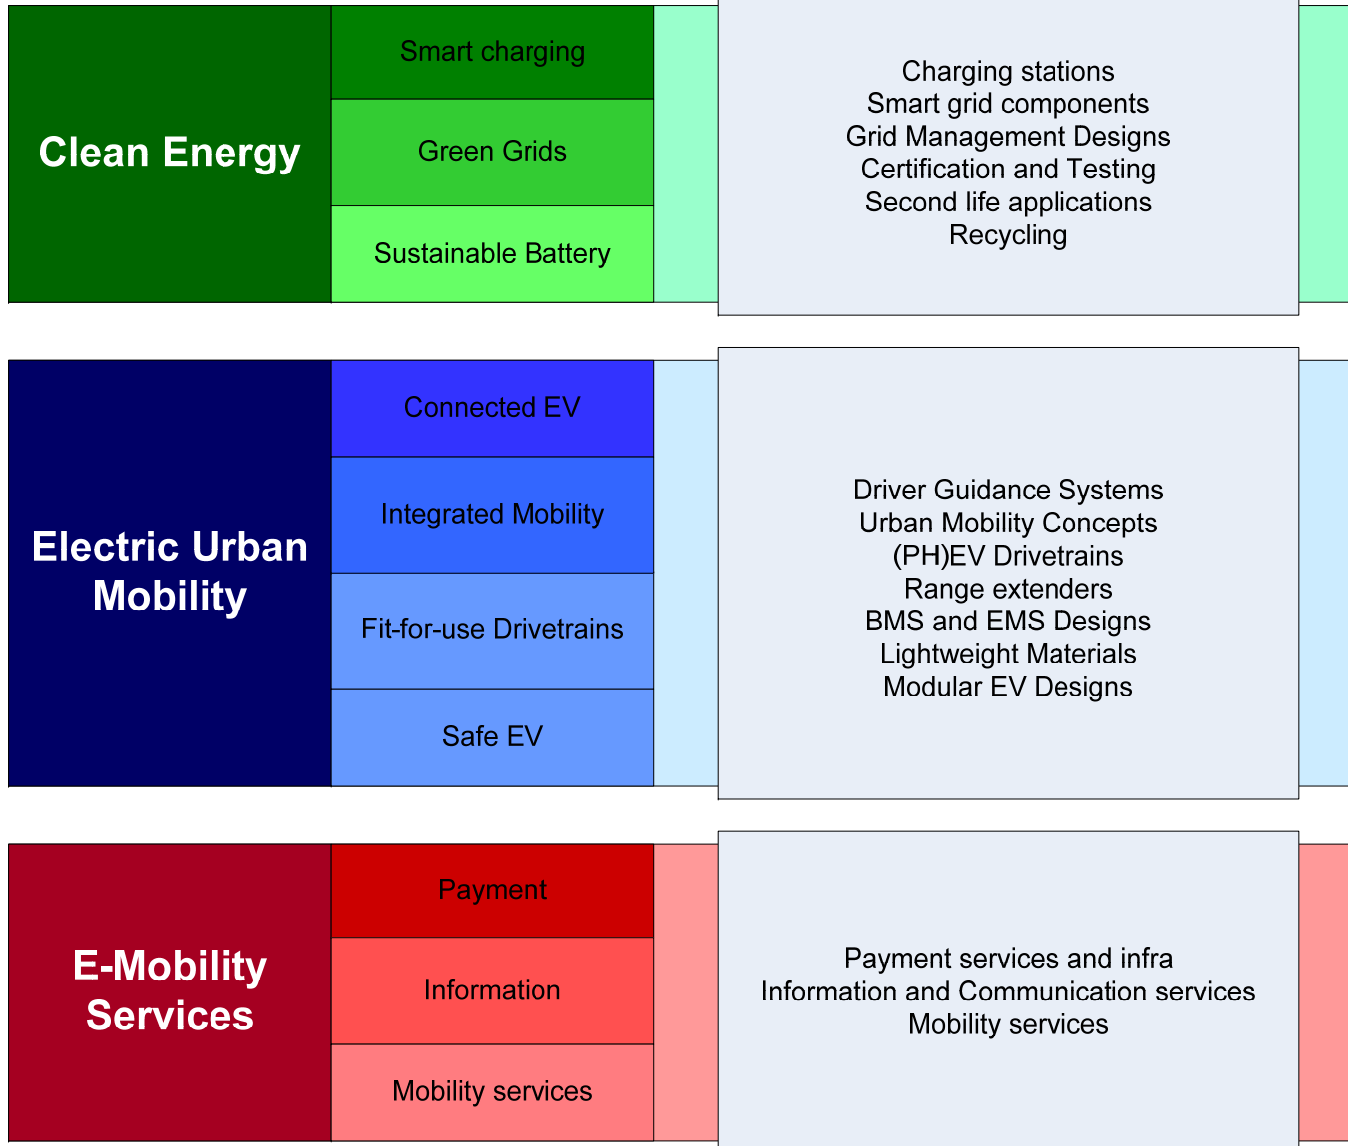 Clean Energy
Smart charging
Green Grids
Sustainable Battery
Charging stations
Smart grid components
Grid Management Designs
Certification and Testing
Second life applications
Recycling
Electric Urban
Mobility
Connected EV
Integrated Mobility
Fit-for-use Drivetrains
Safe EV
Driver Guidance Systems
Urban Mobility Concepts
(PH)EV Drivetrains
Range extenders
BMS and EMS Designs
Lightweight Materials
Modular EV Designs
E-Mobility
Services
Payment
Information
Mobility services
Payment services and infra
Information and Communication services
Mobility services